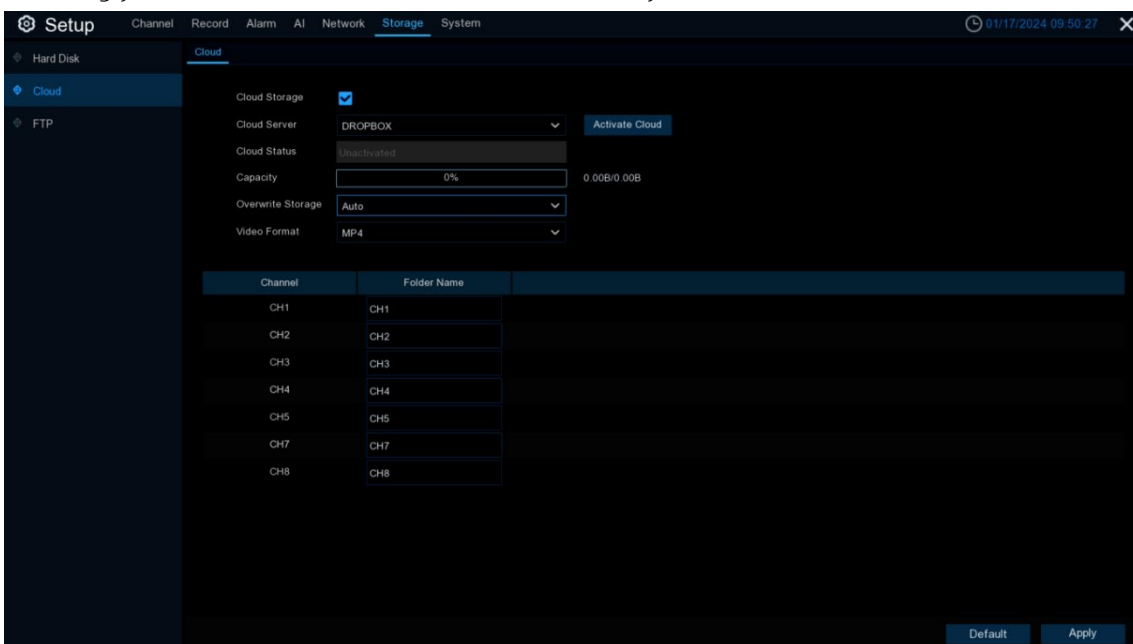 Setup Channel Record Alarm AI Network Storage System 01/17/2024 09:50:27
Hard Disk
Cloud
FTP
Cloud
Cloud Storage
Cloud Server DROPBOX Activate Cloud
Cloud Status Unactivated
Capacity 0% 0.00B/0.00B
Overwrite Storage Auto
Video Format MP4
Channel Folder Name
CH1 CH1
CH2 CH2
CH3 CH3
CH4 CH4
CH5 CH5
CH7 CH7
CH8 CH8
Default Apply